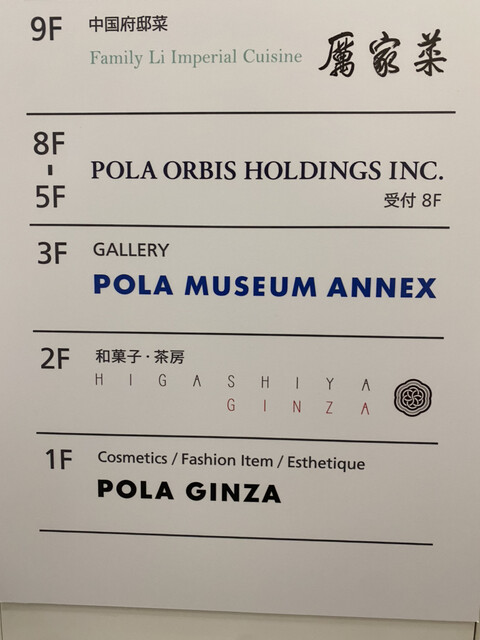 9F 中国府邸菜
Family Li Imperial Cuisine 厲家菜
8F
-
5F
POLA ORBIS HOLDINGS INC.
受付 8F
3F GALLERY
POLA MUSEUM ANNEX
2F 和菓子・茶房
HIGASHIYA
GINZA
1F Cosmetics / Fashion Item / Esthetique
POLA GINZA